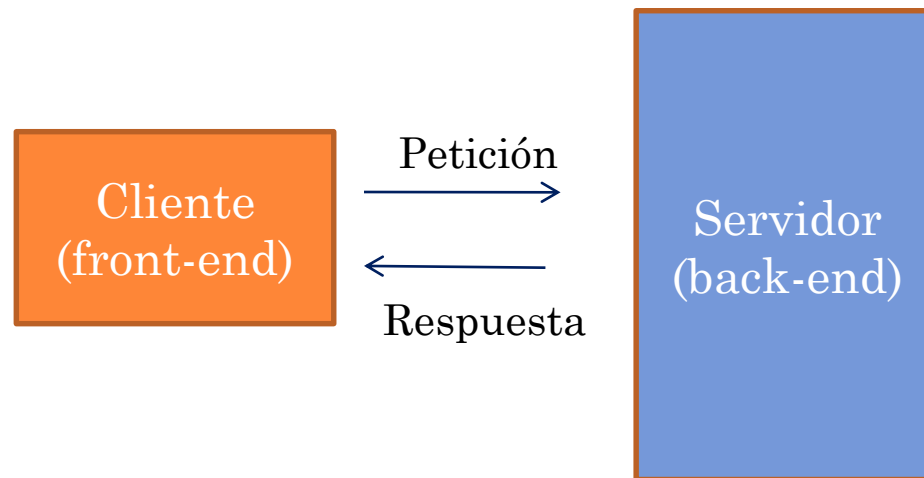 Cliente
(front-end)
Petición
Respuesta
Servidor
(back-end)